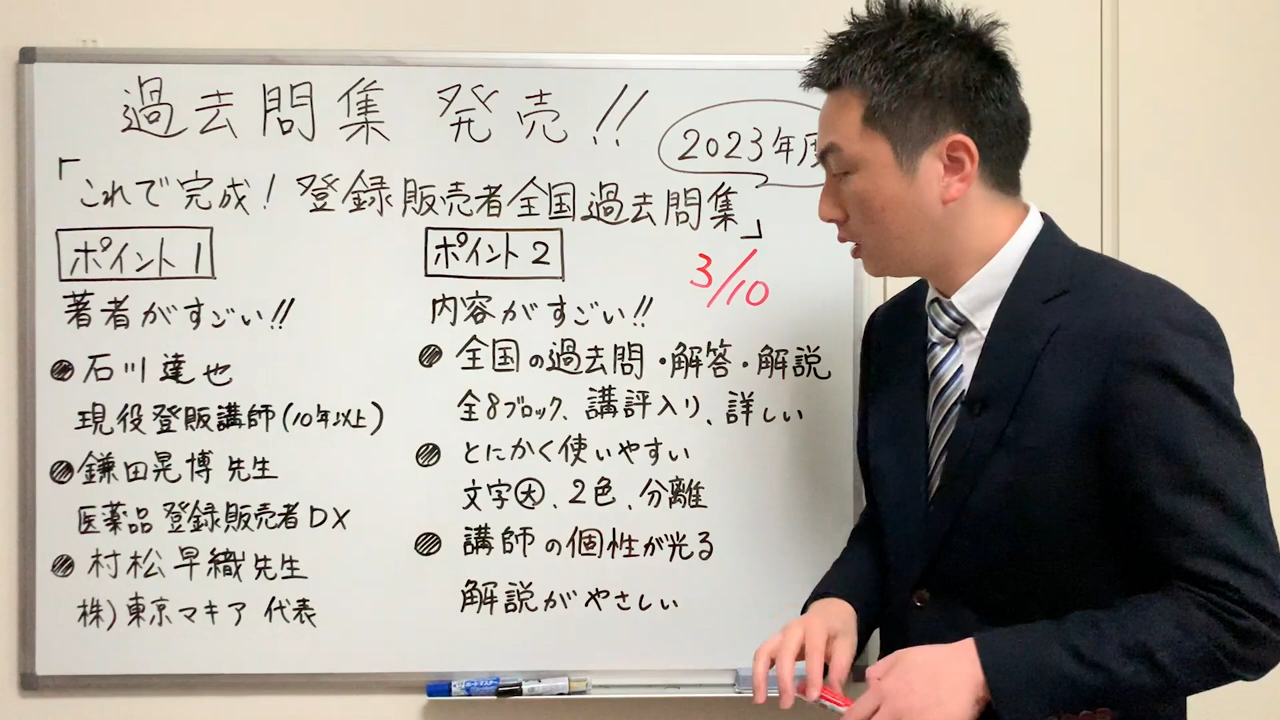 過去問集 発売!!
2023年度
「これで完成! 登録販売者全国過去問集」
3/10
ポイント1
著者がすごい!!
石川達也
現役登販講師(10年以上)
鎌田晃博先生
医薬品登録販売者DX
村松早織先生
株)東京マキア 代表
ポイント2
内容がすごい!!
全国の過去問・解答・解説
全8ブロック、講評入り、詳しい
とにかく使いやすい
文字大、2色、分離
講師の個性が光る
解説がやさしい